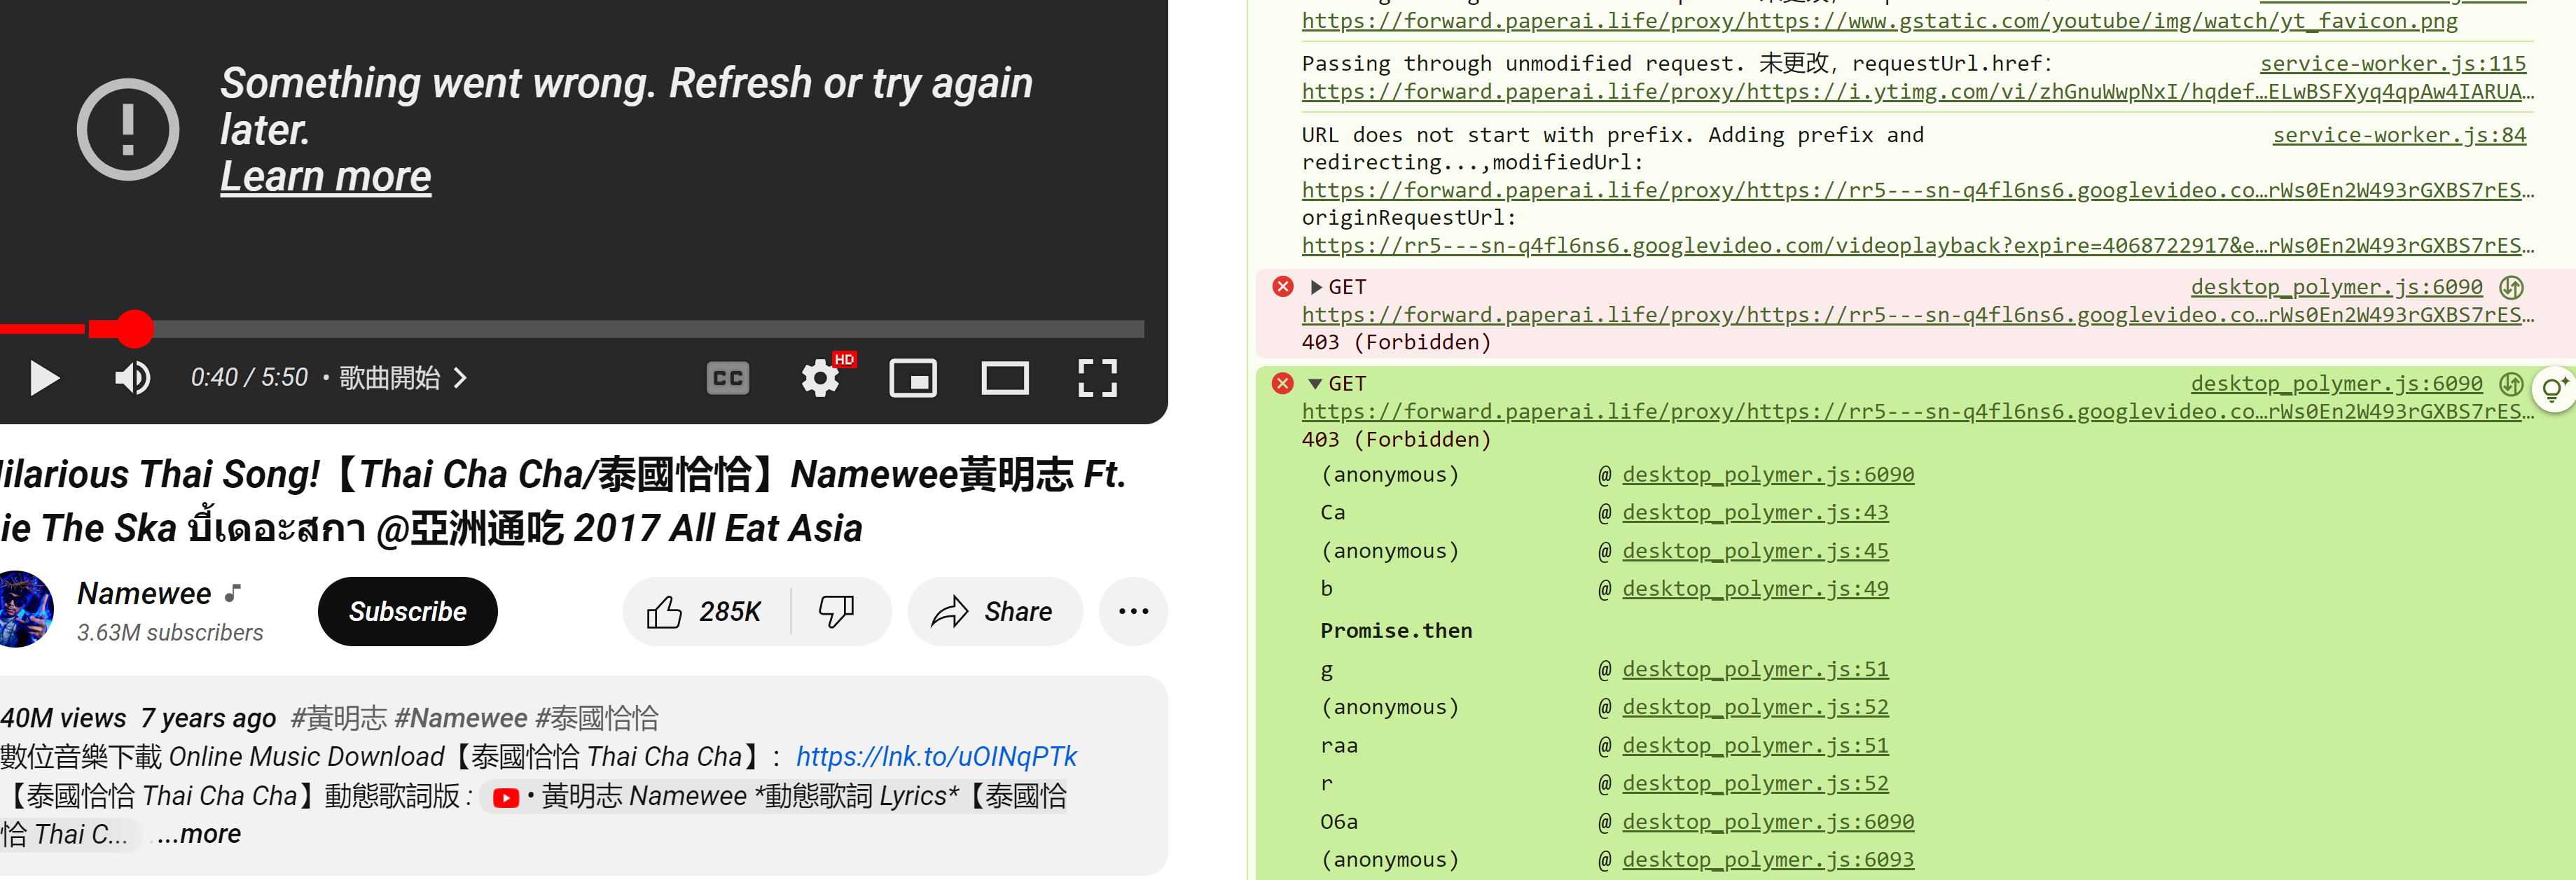 Something went wrong. Refresh or try again
later.
Learn more
0:40 / 5:50 • 歌曲開始
CC
HD
ilarious Thai Song!【Thai Cha Cha/泰國恰恰】Namewee黃明志 Ft.
ie The Ska บี้เดอะสกา @亞洲通吃 2017 All Eat Asia
Namewee
3.63M subscribers
Subscribe
285K
Share
40M views 7 years ago #黃明志 #Namewee #泰國恰恰
數位音樂下載 Online Music Download【泰國恰恰 Thai Cha Cha】: https://lnk.to/uOINqPTk
【泰國恰恰 Thai Cha Cha】動態歌詞版 : • 黃明志 Namewee *動態歌詞 Lyrics*【泰國恰
恰 Thai C... ...more
https://forward.paperai.life/proxy/https://www.gstatic.com/youtube/img/watch/yt_favicon.png
Passing through unmodified request. 未更改, requestUrl.href: service-worker.js:115
https://forward.paperai.life/proxy/https://i.ytimg.com/vi/zhGnuWwpNxI/hqdef…ELwBSFXyq4qpAw4IARUA…
URL does not start with prefix. Adding prefix and service-worker.js:84
redirecting...,modifiedUrl:
https://forward.paperai.life/proxy/https://rr5---sn-q4fl6ns6.googlevideo.co…rWs0En2W493rGXBS7rES…
originRequestUrl:
https://rr5---sn-q4fl6ns6.googlevideo.com/videoplayback?expire=4068722917&e…rWs0En2W493rGXBS7rES…
GET desktop_polymer.js:6090
https://forward.paperai.life/proxy/https://rr5---sn-q4fl6ns6.googlevideo.co…rWs0En2W493rGXBS7rES…
403 (Forbidden)
GET desktop_polymer.js:6090
https://forward.paperai.life/proxy/https://rr5---sn-q4fl6ns6.googlevideo.co…rWs0En2W493rGXBS7rES…
403 (Forbidden)
(anonymous) @ desktop_polymer.js:6090
Ca @ desktop_polymer.js:43
(anonymous) @ desktop_polymer.js:45
b @ desktop_polymer.js:49
Promise.then
g @ desktop_polymer.js:51
(anonymous) @ desktop_polymer.js:52
raa @ desktop_polymer.js:51
r @ desktop_polymer.js:52
O6a @ desktop_polymer.js:6090
(anonymous) @ desktop_polymer.js:6093